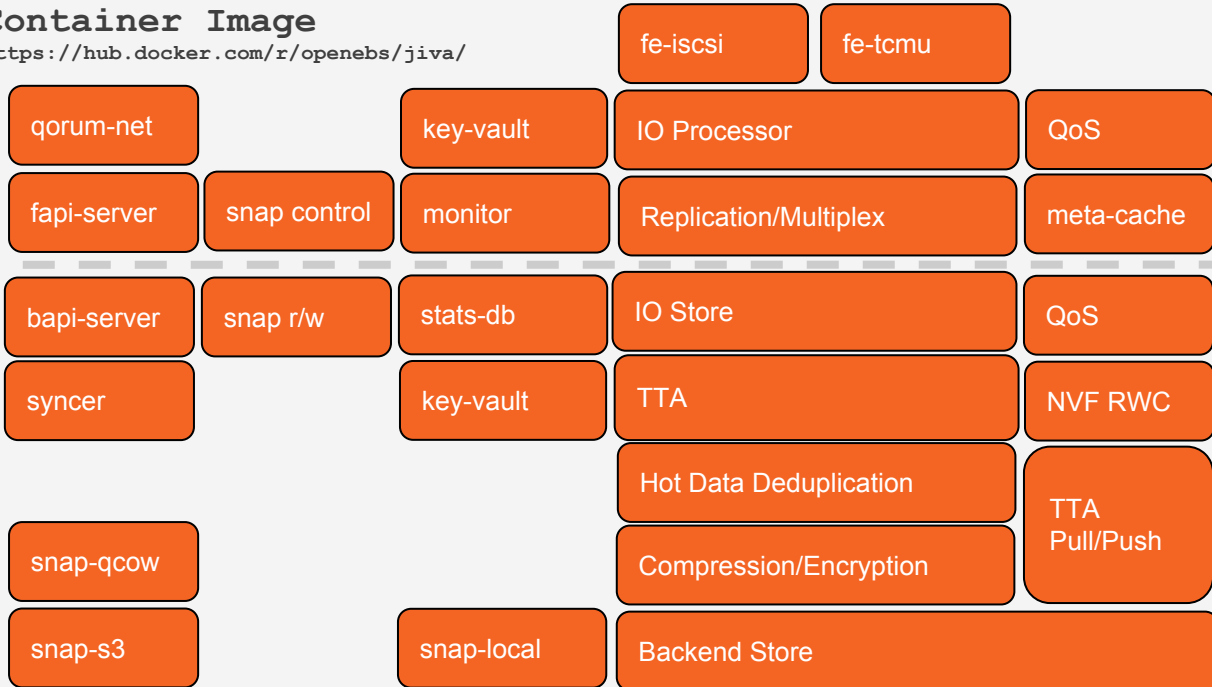 Container Image
https://hub.docker.com/r/openebs/jiva/
fe-iscsi
fe-tcmu
qorum-net
key-vault
IO Processor
QoS
fapi-server
snap control
monitor
Replication/Multiplex
meta-cache
bapi-server
snap r/w
stats-db
IO Store
QoS
syncer
key-vault
TTA
NVF RWC
Hot Data Deduplication
TTA
Pull/Push
snap-qcow
Compression/Encryption
snap-s3
snap-local
Backend Store